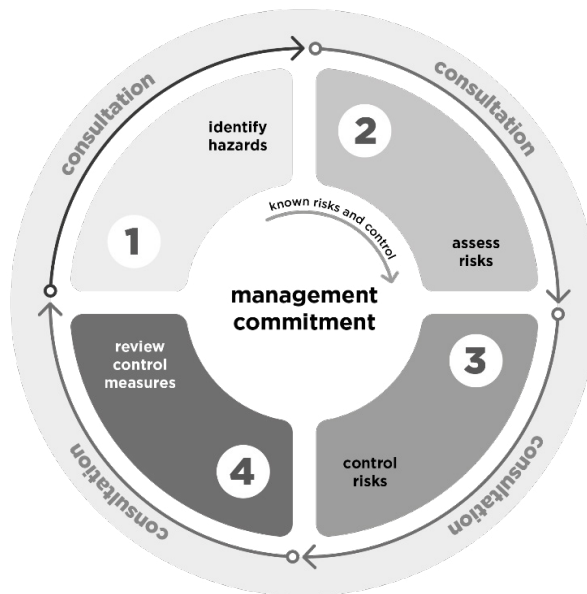 consultation
consultation
identify
hazards
1
2
assess
risks
known risks and control
management
commitment
3
control
risks
review
control
measures
4
consultation
consultation